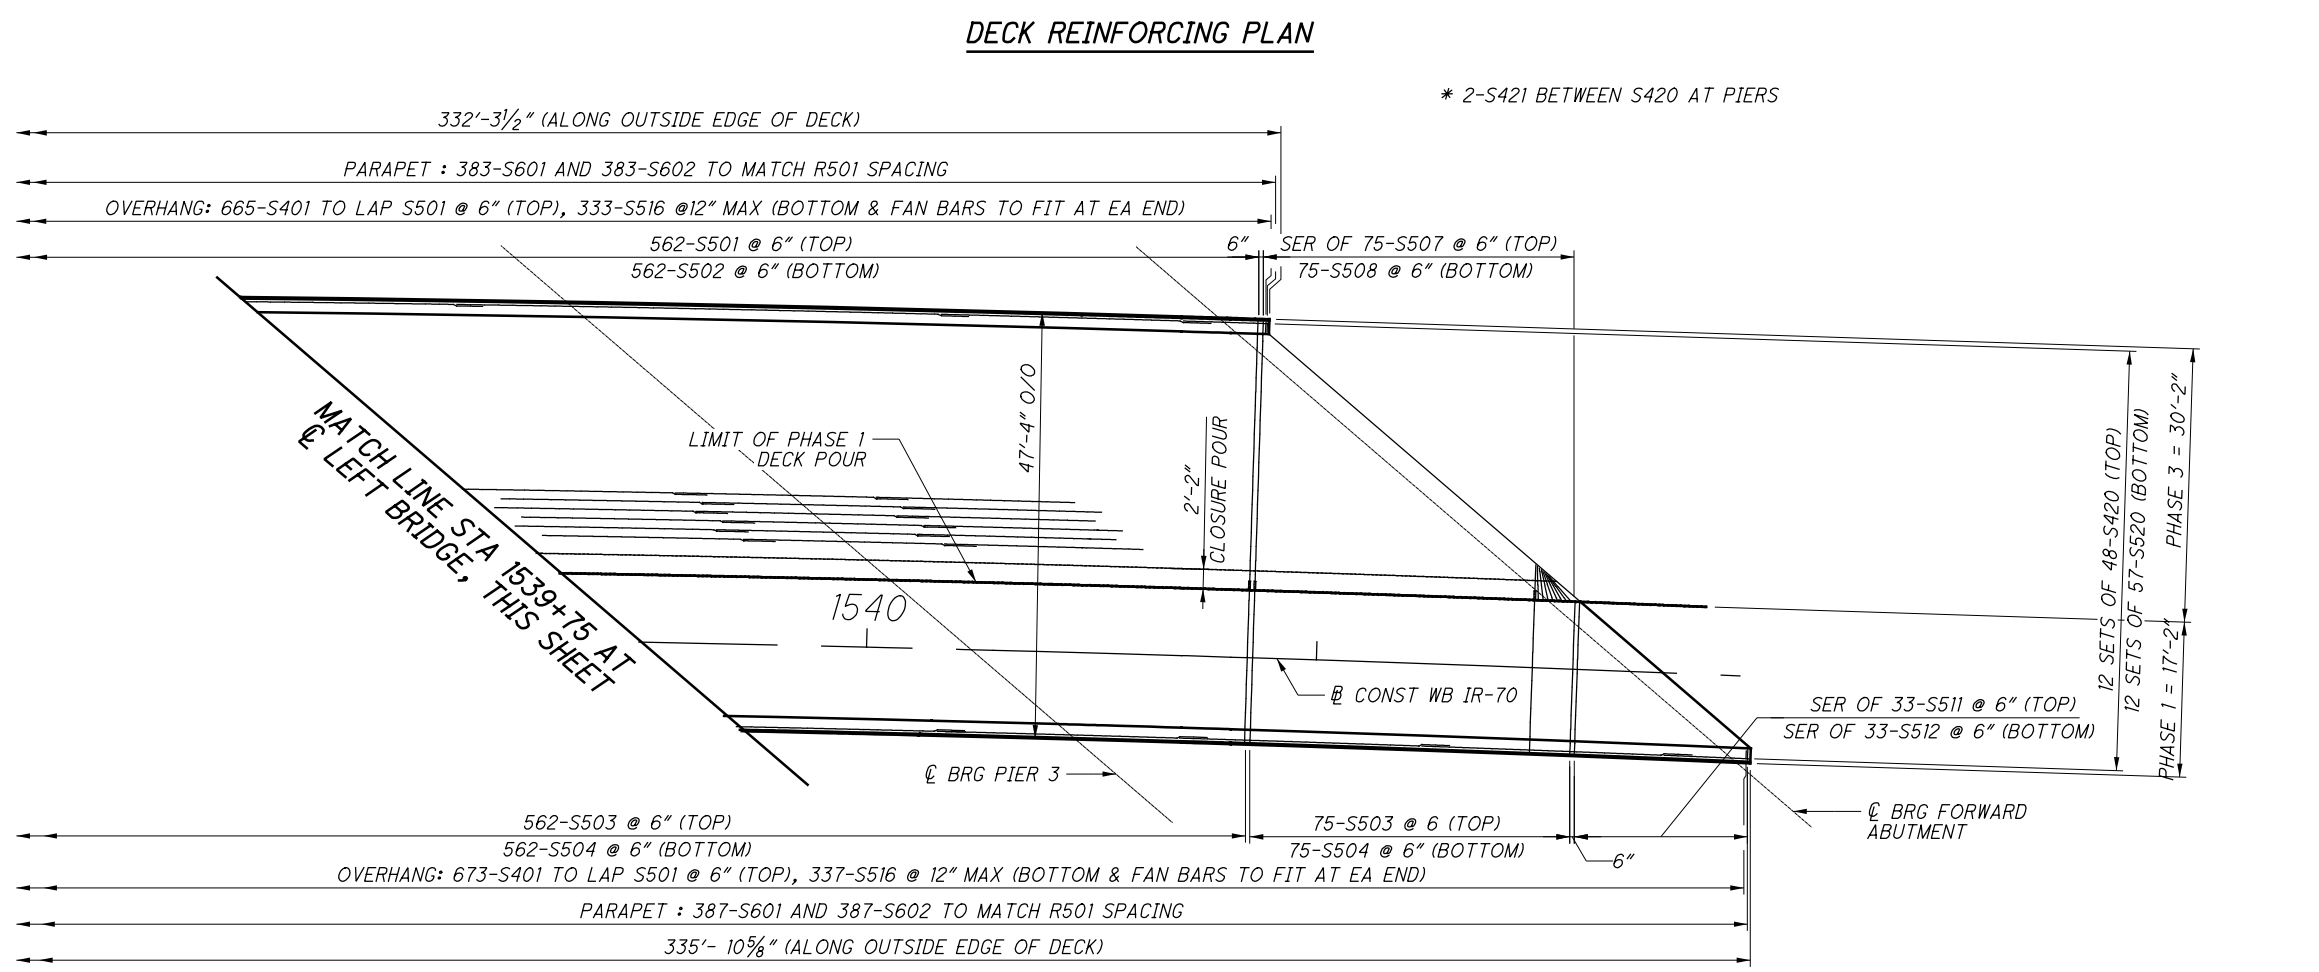 DECK REINFORCING PLAN
* 2-S421 BETWEEN S420 AT PIERS
332'-3 1/2" (ALONG OUTSIDE EDGE OF DECK)
PARAPET : 383-S601 AND 383-S602 TO MATCH R501 SPACING
OVERHANG: 665-S401 TO LAP S501 @ 6" (TOP), 333-S516 @12" MAX (BOTTOM & FAN BARS TO FIT AT EA END)
562-S501 @ 6" (TOP)
562-S502 @ 6" (BOTTOM)
6"
SER OF 75-S507 @ 6" (TOP)
75-S508 @ 6" (BOTTOM)
MATCH LINE STA 1539+75 AT
℄ LEFT BRIDGE, THIS SHEET
LIMIT OF PHASE 1
DECK POUR
47'-4" O/O
2'-2"
CLOSURE POUR
1540
℔ CONST WB IR-70
12 SETS OF 48-S420 (TOP)
12 SETS OF 57-S520 (BOTTOM)
PHASE 3 = 30'-2"
PHASE 1 = 17'-2"
SER OF 33-S511 @ 6" (TOP)
SER OF 33-S512 @ 6" (BOTTOM)
℄ BRG PIER 3
℄ BRG FORWARD
ABUTMENT
562-S503 @ 6" (TOP)
562-S504 @ 6" (BOTTOM)
75-S503 @ 6 (TOP)
75-S504 @ 6" (BOTTOM)
6"
OVERHANG: 673-S401 TO LAP S501 @ 6" (TOP), 337-S516 @ 12" MAX (BOTTOM & FAN BARS TO FIT AT EA END)
PARAPET : 387-S601 AND 387-S602 TO MATCH R501 SPACING
335'- 10 5/8" (ALONG OUTSIDE EDGE OF DECK)